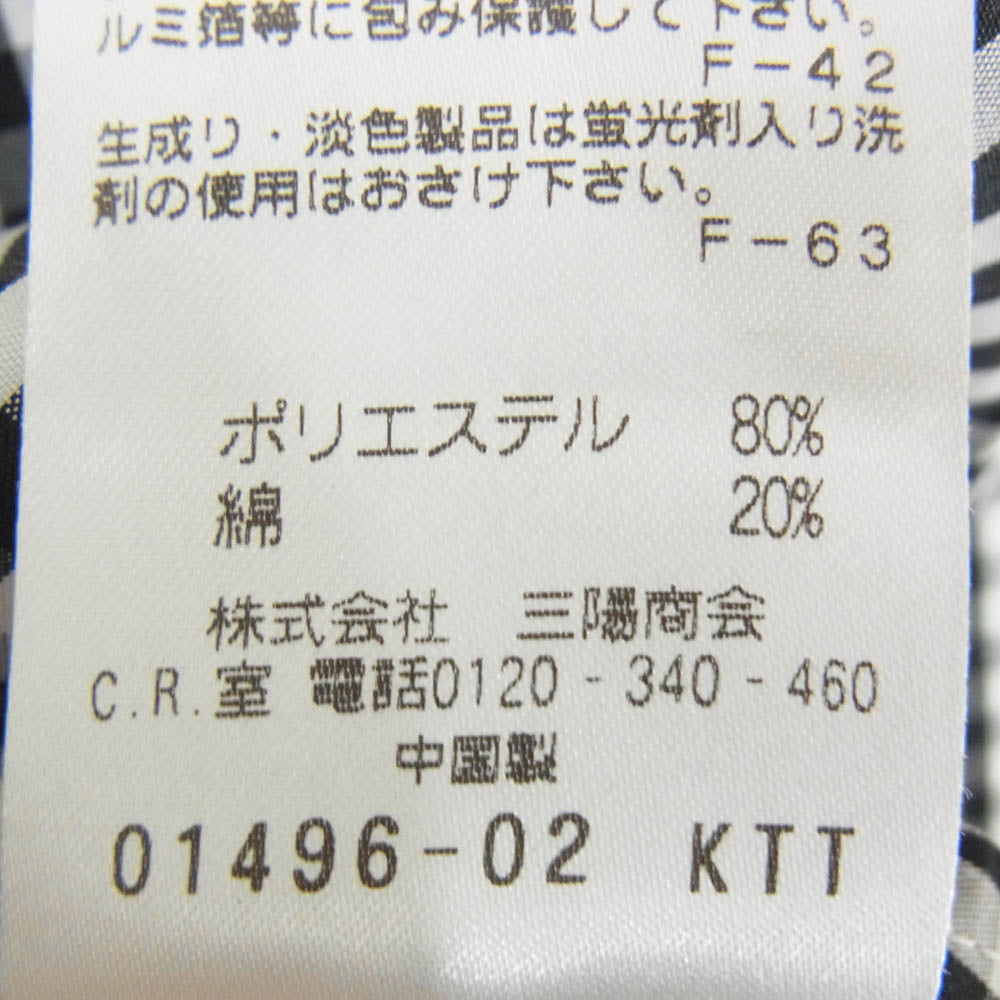 ルミ箔等に包み保護して下さい。
F－42
生成り・淡色製品は蛍光剤入り洗
剤の使用はおさけ下さい。
F－63
ポリエステル 80%
綿 20%
株式会社 三陽商会
C.R.室 電話0120-340-460
中国製
01496-02 KTT